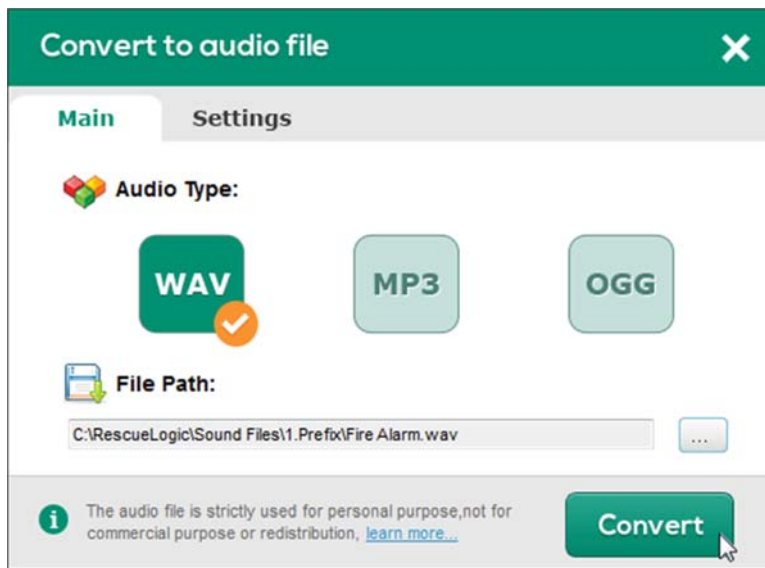 Convert to audio file
Main Settings
Audio Type:
WAV MP3 OGG
File Path:
C:\RescueLogic\Sound Files\1.Prefix\Fire Alarm.wav ...
The audio file is strictly used for personal purpose,not for
commercial purpose or redistribution, learn more...
Convert